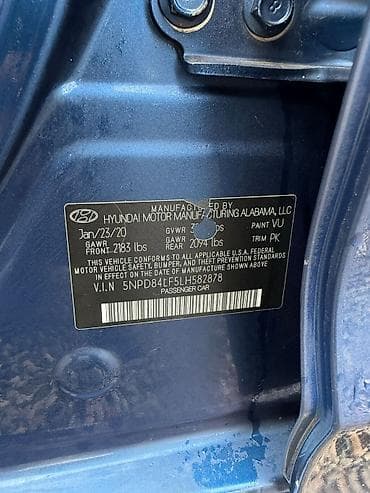 MANUFACTURED BY
HYUNDAI MOTOR MANUFACTURING ALABAMA, LLC
Jan/23/20 GVWR lbs PAINT VU
GAWR FRONT 2183 lbs GAWR REAR 2094 lbs TRIM PK
THIS VEHICLE CONFORMS TO ALL APPLICABLE U.S.A. FEDERAL
MOTOR VEHICLE SAFETY, BUMPER, AND THEFT PREVENTION STANDARDS
IN EFFECT ON THE DATE OF MANUFACTURE SHOWN ABOVE.
V.I.N 5NPD84LF5LH582878
PASSENGER CAR